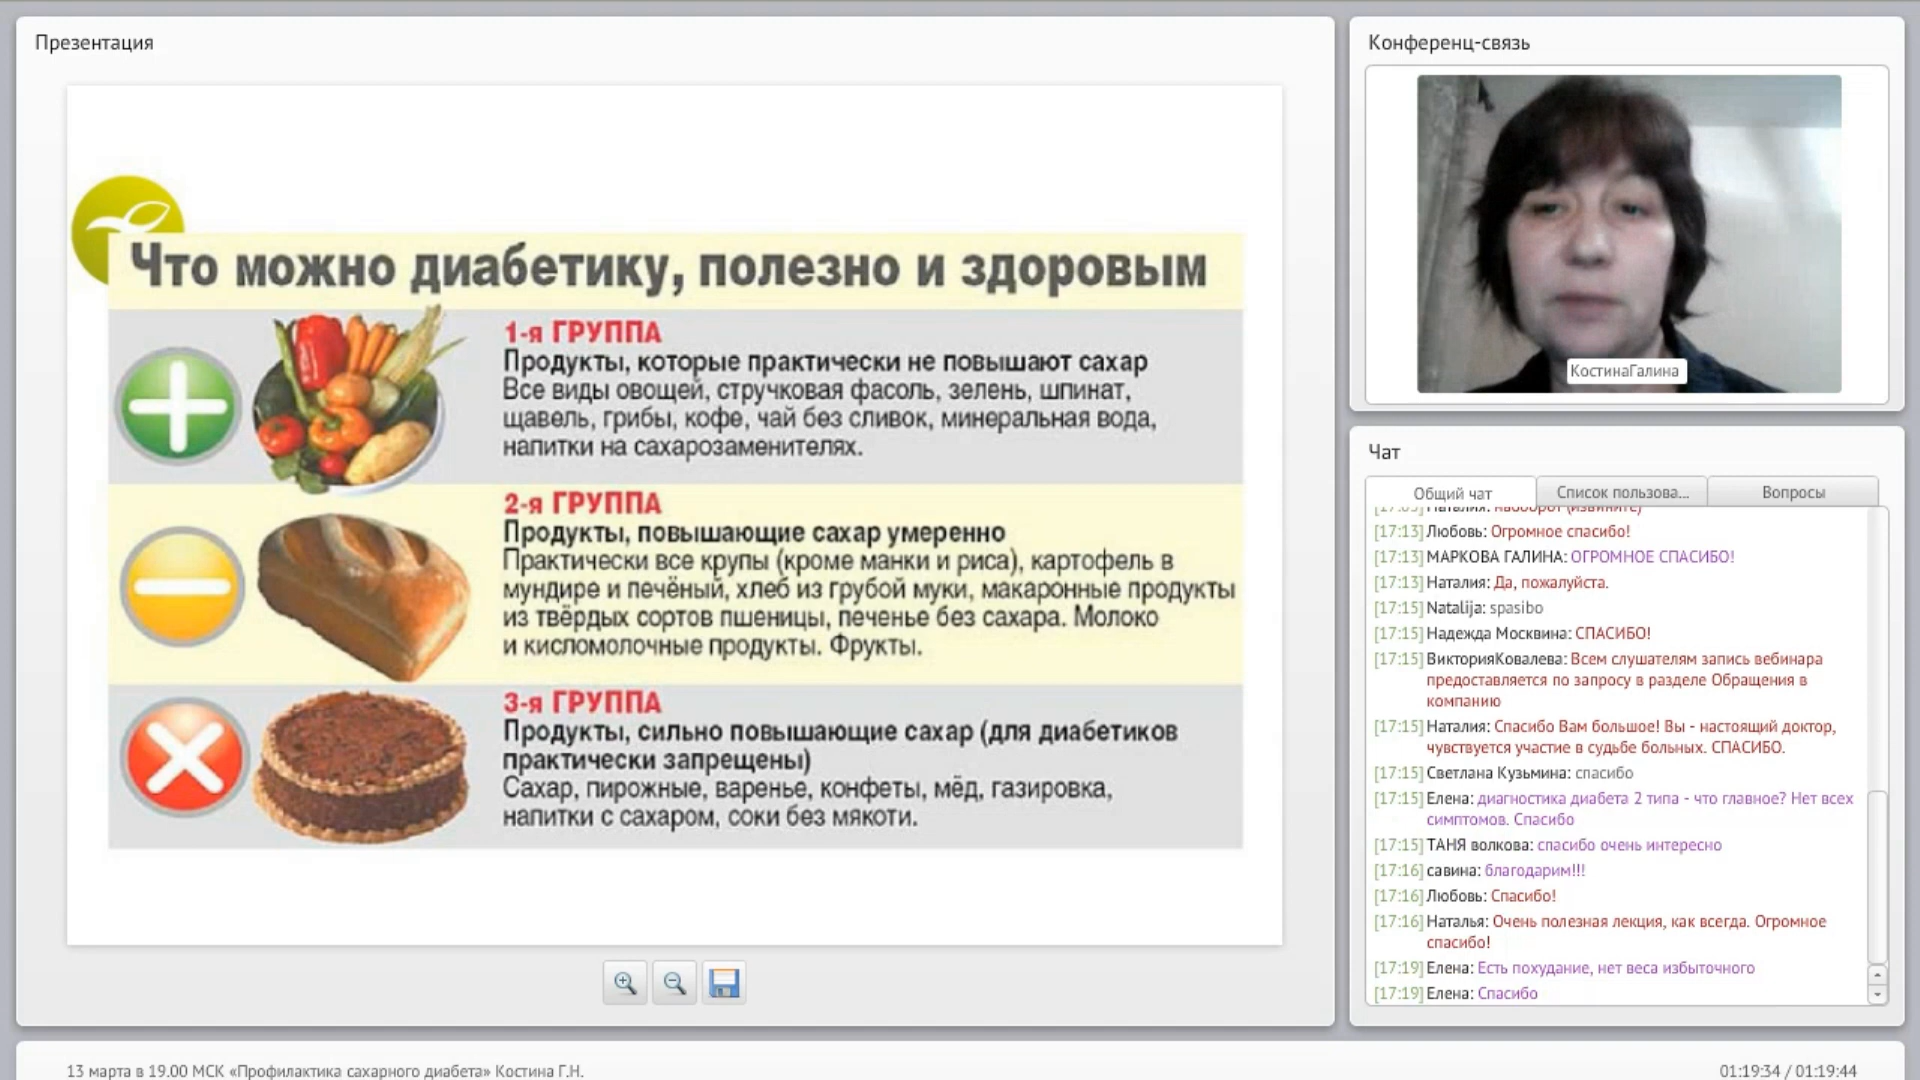 Презентация
Что можно диабетику, полезно и здоровым
1-я ГРУППА
Продукты, которые практически не повышают сахар
Все виды овощей, стручковая фасоль, зелень, шпинат,
щавель, грибы, кофе, чай без сливок, минеральная вода,
напитки на сахарозаменителях.
2-я ГРУППА
Продукты, повышающие сахар умеренно
Практически все крупы (кроме манки и риса), картофель в
мундире и печёный, хлеб из грубой муки, макаронные продукты
из твёрдых сортов пшеницы, печенье без сахара. Молоко
и кисломолочные продукты. Фрукты.
3-я ГРУППА
Продукты, сильно повышающие сахар (для диабетиков
практически запрещены)
Сахар, пирожные, варенье, конфеты, мёд, газировка,
напитки с сахаром, соки без мякоти.
Конференц-связь
КостинаГалина
Чат
Общий чат
Список пользова...
Вопросы
Наталия: наоборот (извините)
[17:13] Любовь: Огромное спасибо!
[17:13] МАРКОВА ГАЛИНА: ОГРОМНОЕ СПАСИБО!
[17:13] Наталия: Да, пожалуйста.
[17:15] Natalija: spasibo
[17:15] Надежда Москвина: СПАСИБО!
[17:15] ВикторияКовалева: Всем слушателям запись вебинара
предоставляется по запросу в разделе Обращения в
компанию
[17:15] Наталия: Спасибо Вам большое! Вы - настоящий доктор,
чувствуется участие в судьбе больных. СПАСИБО.
[17:15] Светлана Кузьмина: спасибо
[17:15] Елена: диагностика диабета 2 типа - что главное? Нет всех
симптомов. Спасибо
[17:15] ТАНЯ волкова: спасибо очень интересно
[17:16] савина: благодарим!!!
[17:16] Любовь: Спасибо!
[17:16] Наталья: Очень полезная лекция, как всегда. Огромное
спасибо!
[17:19] Елена: Есть похудание, нет веса избыточного
[17:19] Елена: Спасибо
13 марта в 19.00 МСК «Профилактика сахарного диабета» Костина Г.Н.
01:19:34 / 01:19:44